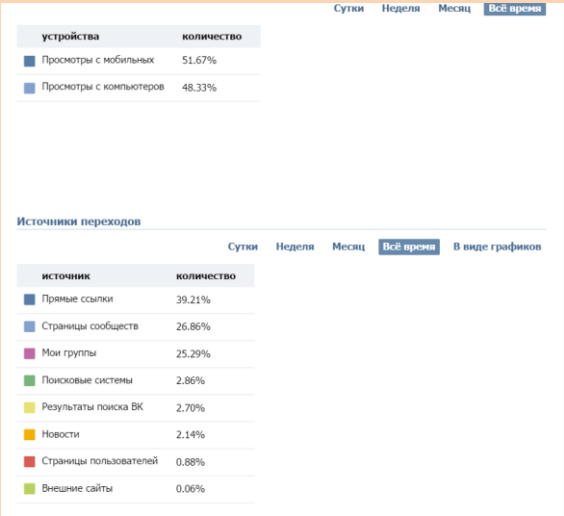 Сутки Неделя Месяц Всё время
устройства количество
Просмотры с мобильных 51.67%
Просмотры с компьютеров 48.33%
Источники переходов
Сутки Неделя Месяц Всё время В виде графиков
источник количество
Прямые ссылки 39.21%
Страницы сообществ 26.86%
Мои группы 25.29%
Поисковые системы 2.86%
Результаты поиска ВК 2.70%
Новости 2.14%
Страницы пользователей 0.88%
Внешние сайты 0.06%